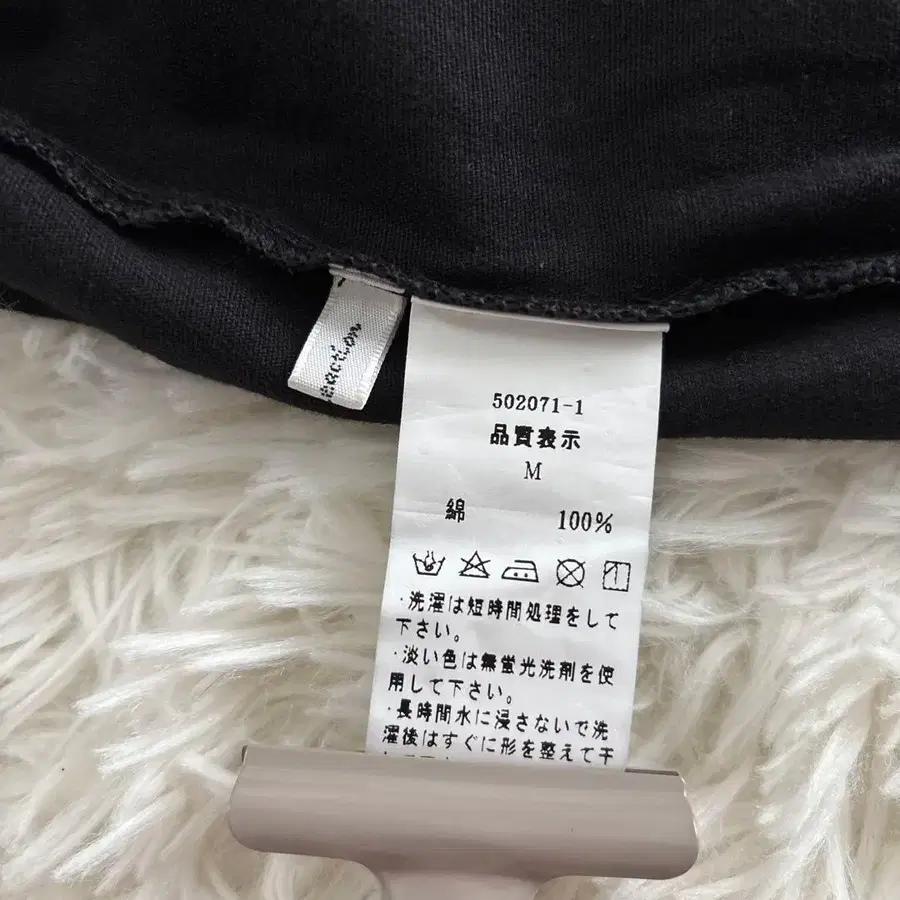 502071-1
品質表示
M
綿 100%
・洗濯は短時間処理をして
下さい。
・淡い色は無蛍光洗剤を使
用して下さい。
・長時間水に浸さないで洗
濯後はすぐに形を整えて干